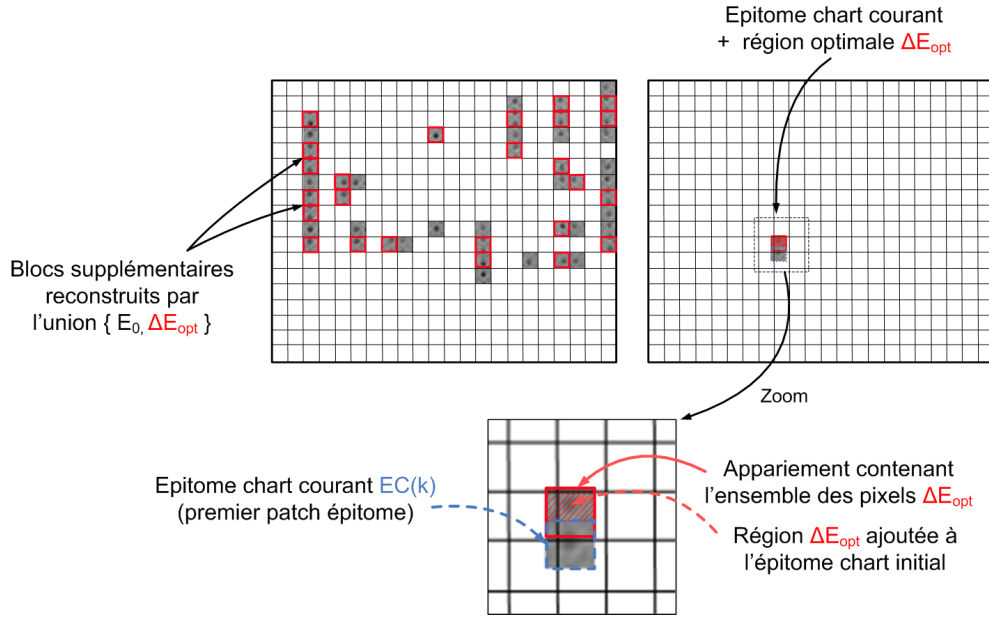 Epitome chart courant
+ région optimale ΔEopt
Blocs supplémentaires
reconstruits par
l'union { E0, ΔEopt }
Zoom
Epitome chart courant EC(k)
(premier patch épitome)
Appariement contenant
l'ensemble des pixels ΔEopt
Région ΔEopt ajoutée à
l'épitome chart initial